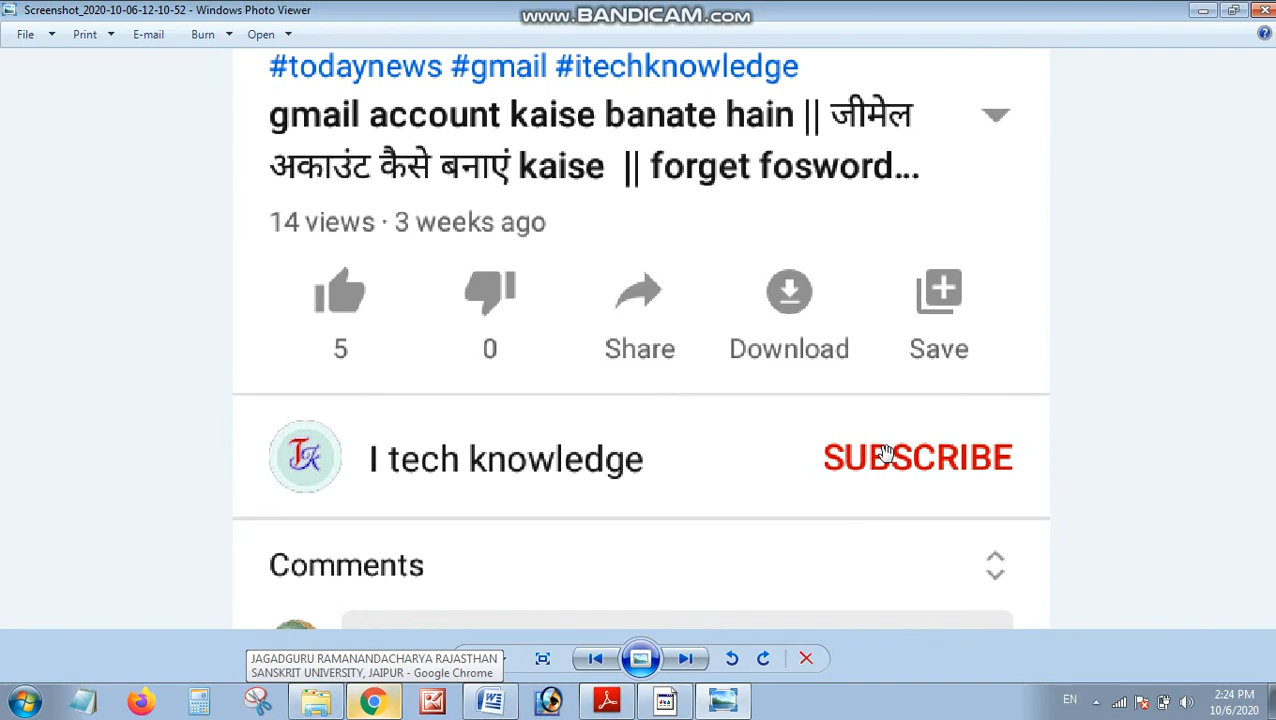 Screenshot_2020-10-06-12-10-52 - Windows Photo Viewer
www.BANDICAM.com
File Print E-mail Burn Open
#todaynews #gmail #itechknowledge
gmail account kaise banate hain || जीमेल
अकाउंट कैसे बनाएं kaise || forget fosword...
14 views · 3 weeks ago
5 0 Share Download Save
TK I tech knowledge SUBSCRIBE
Comments
JAGADGURU RAMANANDACHARYA RAJASTHAN
SANSKRIT UNIVERSITY, JAIPUR - Google Chrome
EN 2:24 PM
10/6/2020